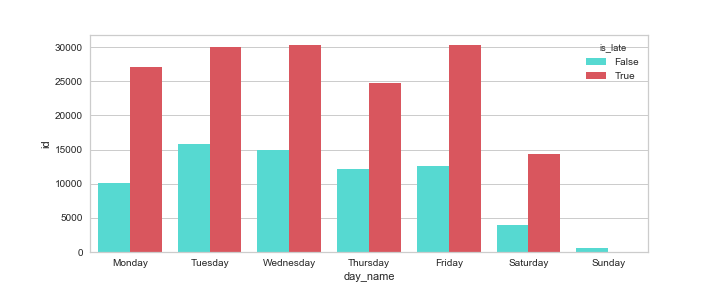 30000
25000
20000
15000
10000
5000
0
id
is_late
False
True
Monday Tuesday Wednesday Thursday Friday Saturday Sunday
day_name